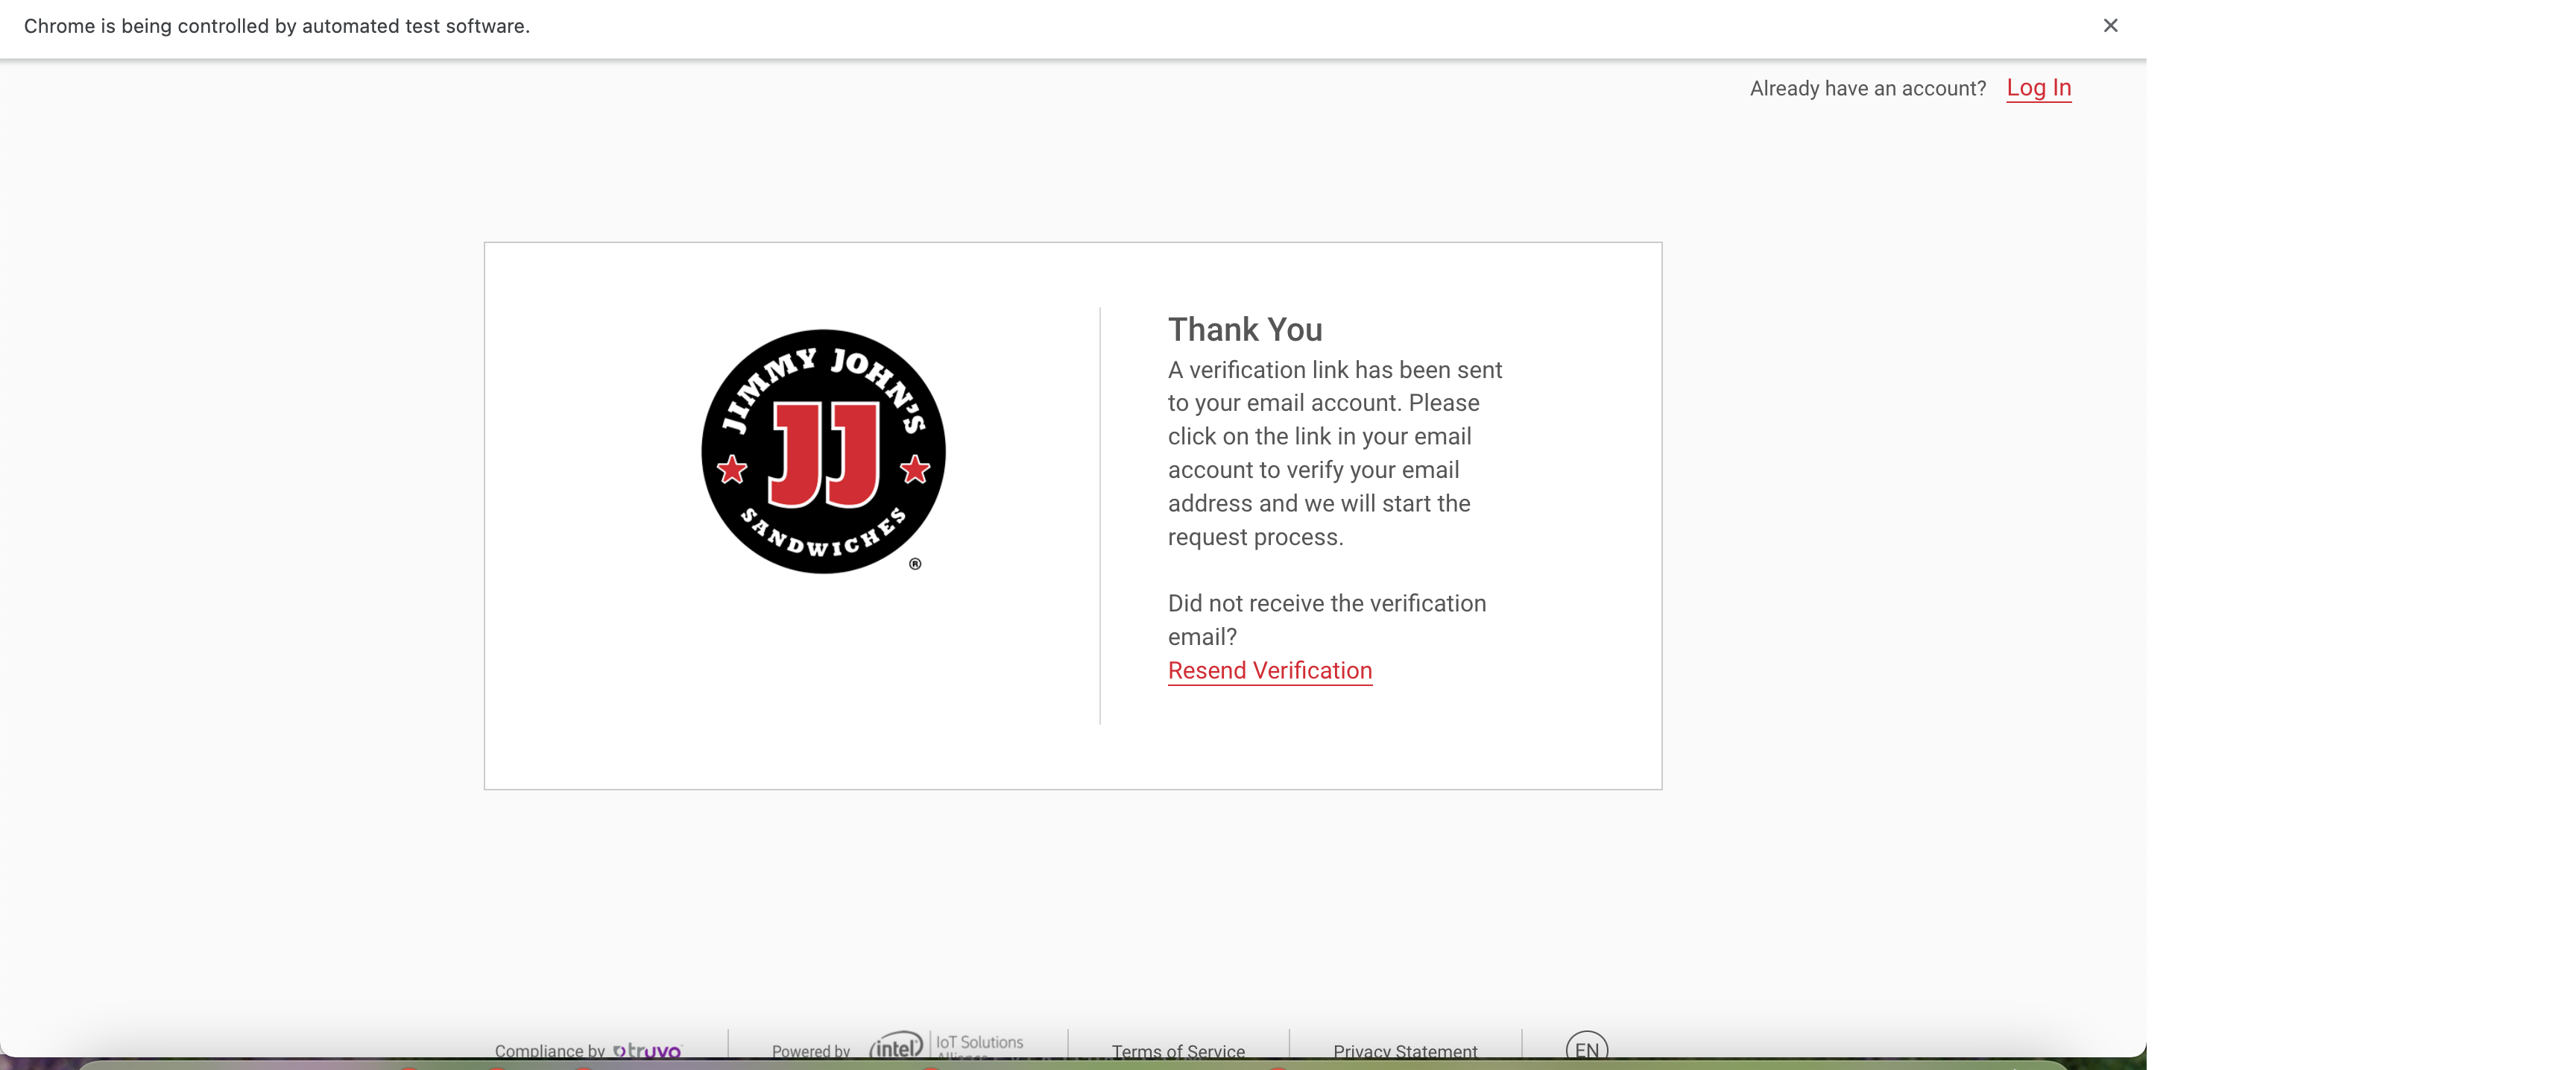 Chrome is being controlled by automated test software.
Already have an account? Log In
JIMMY JOHN'S
JJ
SANDWICHES
®
Thank You
A verification link has been sent
to your email account. Please
click on the link in your email
account to verify your email
address and we will start the
request process.
Did not receive the verification
email?
Resend Verification
Compliance by truvo
Powered by intel IoT Solutions
Alliance
Terms of Service
Privacy Statement
EN